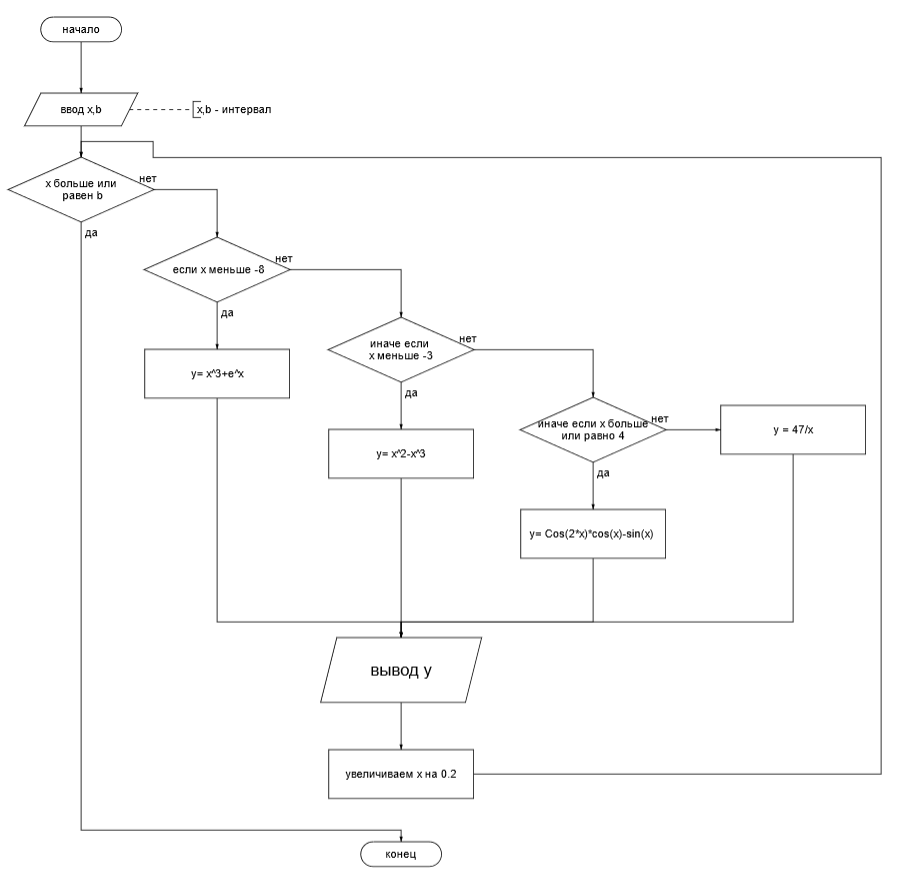 начало
ввод x,b
x,b - интервал
x больше или
равен b
нет
да
если x меньше -8
нет
да
y= x^3+e^x
иначе если
x меньше -3
нет
да
y= x^2-x^3
иначе если x больше
или равно 4
нет
да
y = 47/x
y= Cos(2*x)*cos(x)-sin(x)
вывод y
увеличиваем x на 0.2
конец